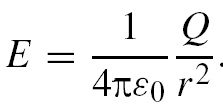 E = \frac{1}{4\pi\varepsilon_0} \frac{Q}{r^2}.